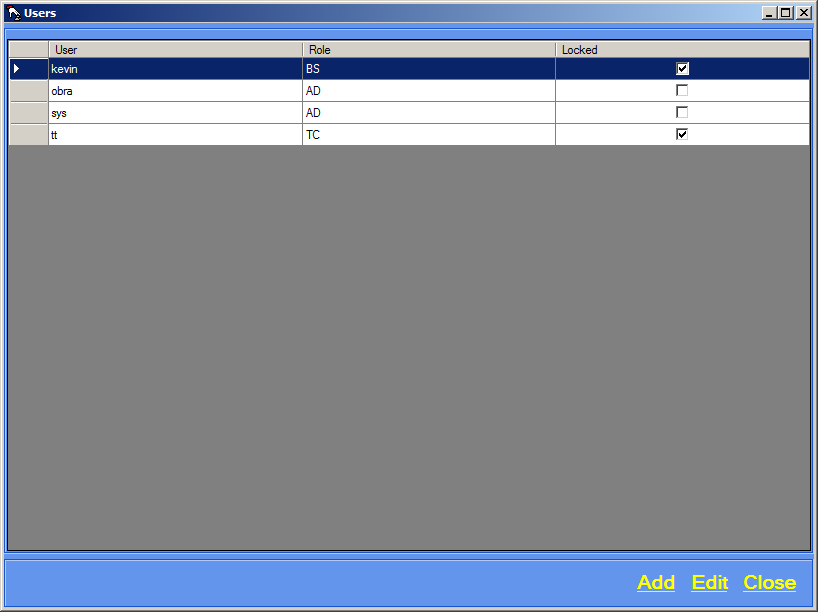 Users
User Role Locked
kevin BS
obra AD
sys AD
tt TC
Add Edit Close